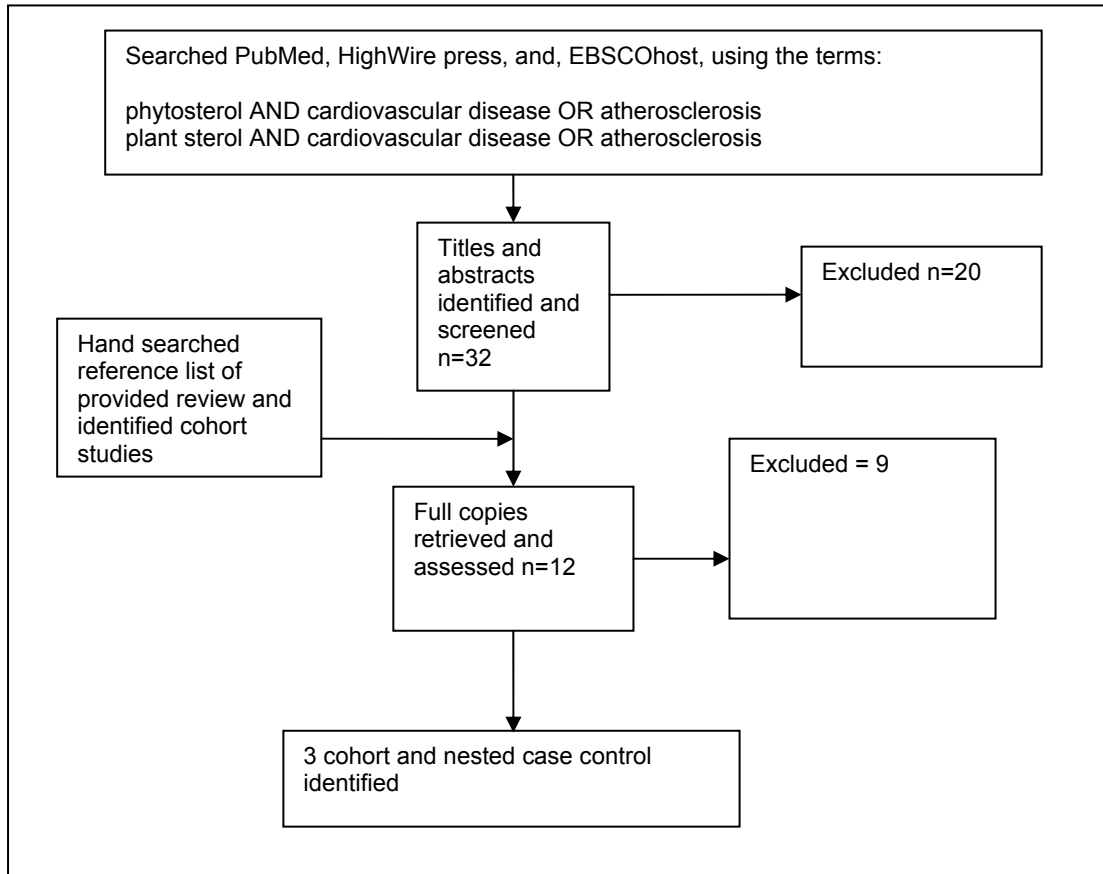 Searched PubMed, HighWire press, and, EBSCOhost, using the terms:
phytosterol AND cardiovascular disease OR atherosclerosis
plant sterol AND cardiovascular disease OR atherosclerosis
Titles and
abstracts
identified and
screened
n=32
Excluded n=20
Hand searched
reference list of
provided review and
identified cohort
studies
Full copies
retrieved and
assessed n=12
Excluded = 9
3 cohort and nested case control
identified